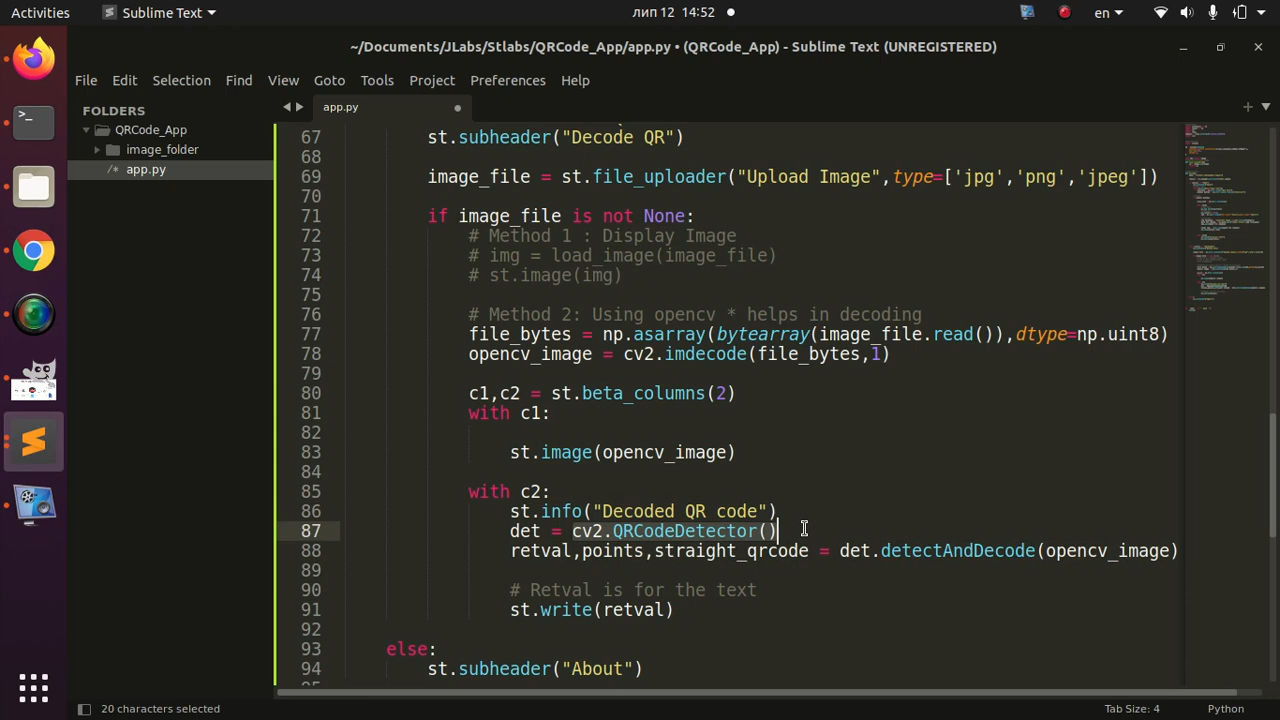 Activities
Sublime Text
лип 12 14:52
en
~/Documents/JLabs/Stlabs/QRCode_App/app.py • (QRCode_App) - Sublime Text (UNREGISTERED)
File Edit Selection Find View Goto Tools Project Preferences Help
FOLDERS
QRCode_App
image_folder
/* app.py
app.py
67 st.subheader("Decode QR")
68
69 image_file = st.file_uploader("Upload Image",type=['jpg','png','jpeg'])
70
71 if image_file is not None:
72 # Method 1 : Display Image
73 # img = load_image(image_file)
74 # st.image(img)
75
76 # Method 2: Using opencv * helps in decoding
77 file_bytes = np.asarray(bytearray(image_file.read()),dtype=np.uint8)
78 opencv_image = cv2.imdecode(file_bytes,1)
79
80 c1,c2 = st.beta_columns(2)
81 with c1:
82
83 st.image(opencv_image)
84
85 with c2:
86 st.info("Decoded QR code")
87 det = cv2.QRCodeDetector()
88 retval,points,straight_qrcode = det.detectAndDecode(opencv_image)
89
90 # Retval is for the text
91 st.write(retval)
92
93 else:
94 st.subheader("About")
20 characters selected
Tab Size: 4
Python